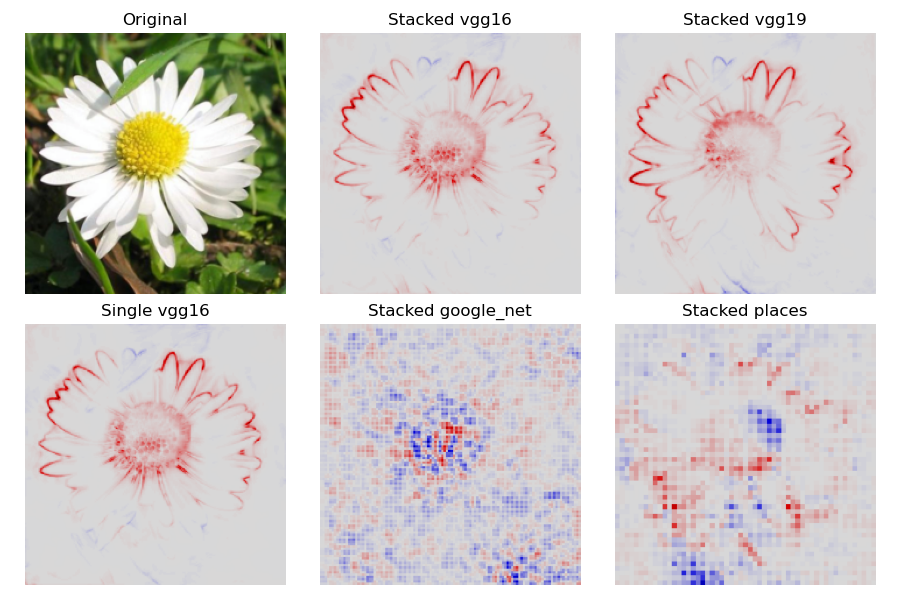 Original
Stacked vgg16
Stacked vgg19
Single vgg16
Stacked google_net
Stacked places